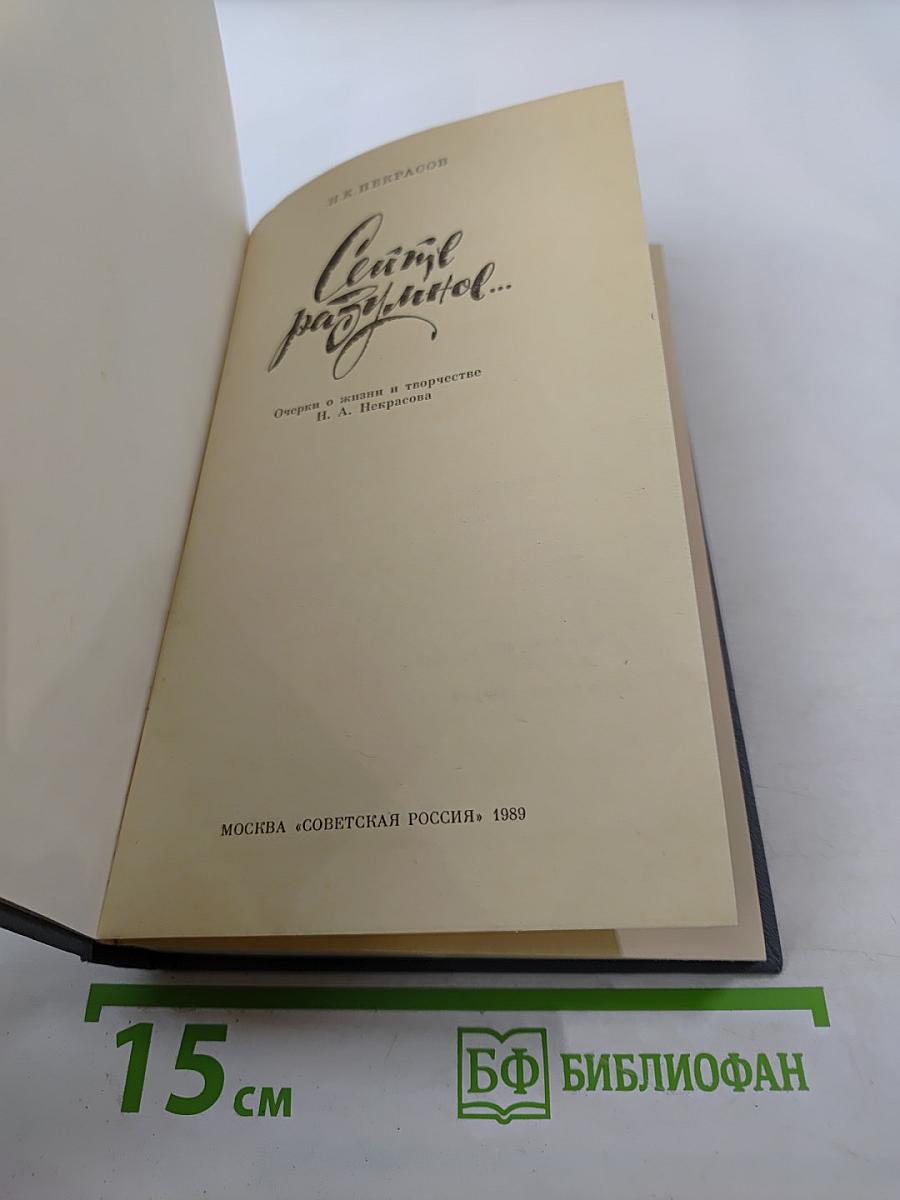 Н. К. НЕКРАСОВ
Сейте
разумное...
Очерки о жизни и творчестве
Н. А. Некрасова
МОСКВА «СОВЕТСКАЯ РОССИЯ» 1989
15 см
БФ БИБЛИОФАН